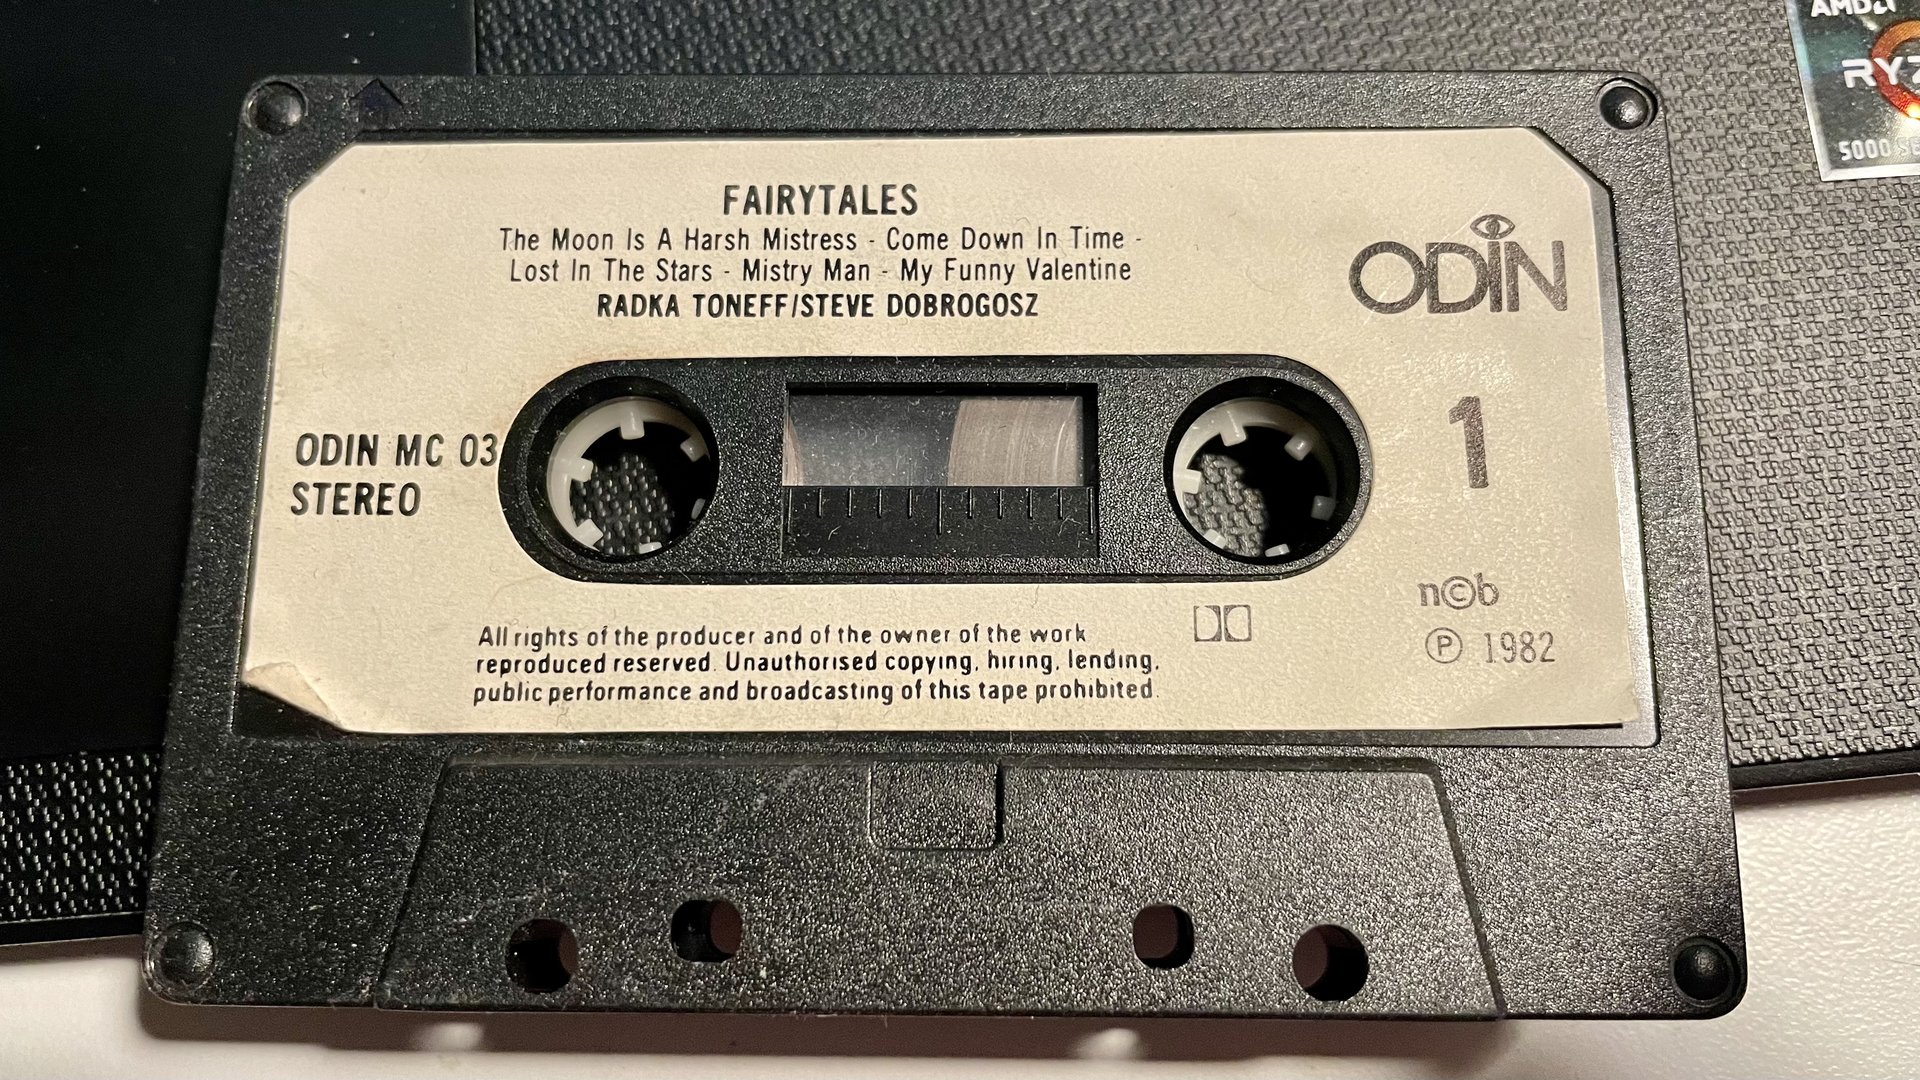 FAIRYTALES
The Moon Is A Harsh Mistress - Come Down In Time -
Lost In The Stars - Mistry Man - My Funny Valentine
RADKA TONEFF/STEVE DOBROGOSZ
ODIN
ODIN MC 03
STEREO
1
n©b
℗ 1982
All rights of the producer and of the owner of the work
reproduced reserved. Unauthorised copying, hiring, lending,
public performance and broadcasting of this tape prohibited.
AMD
5000